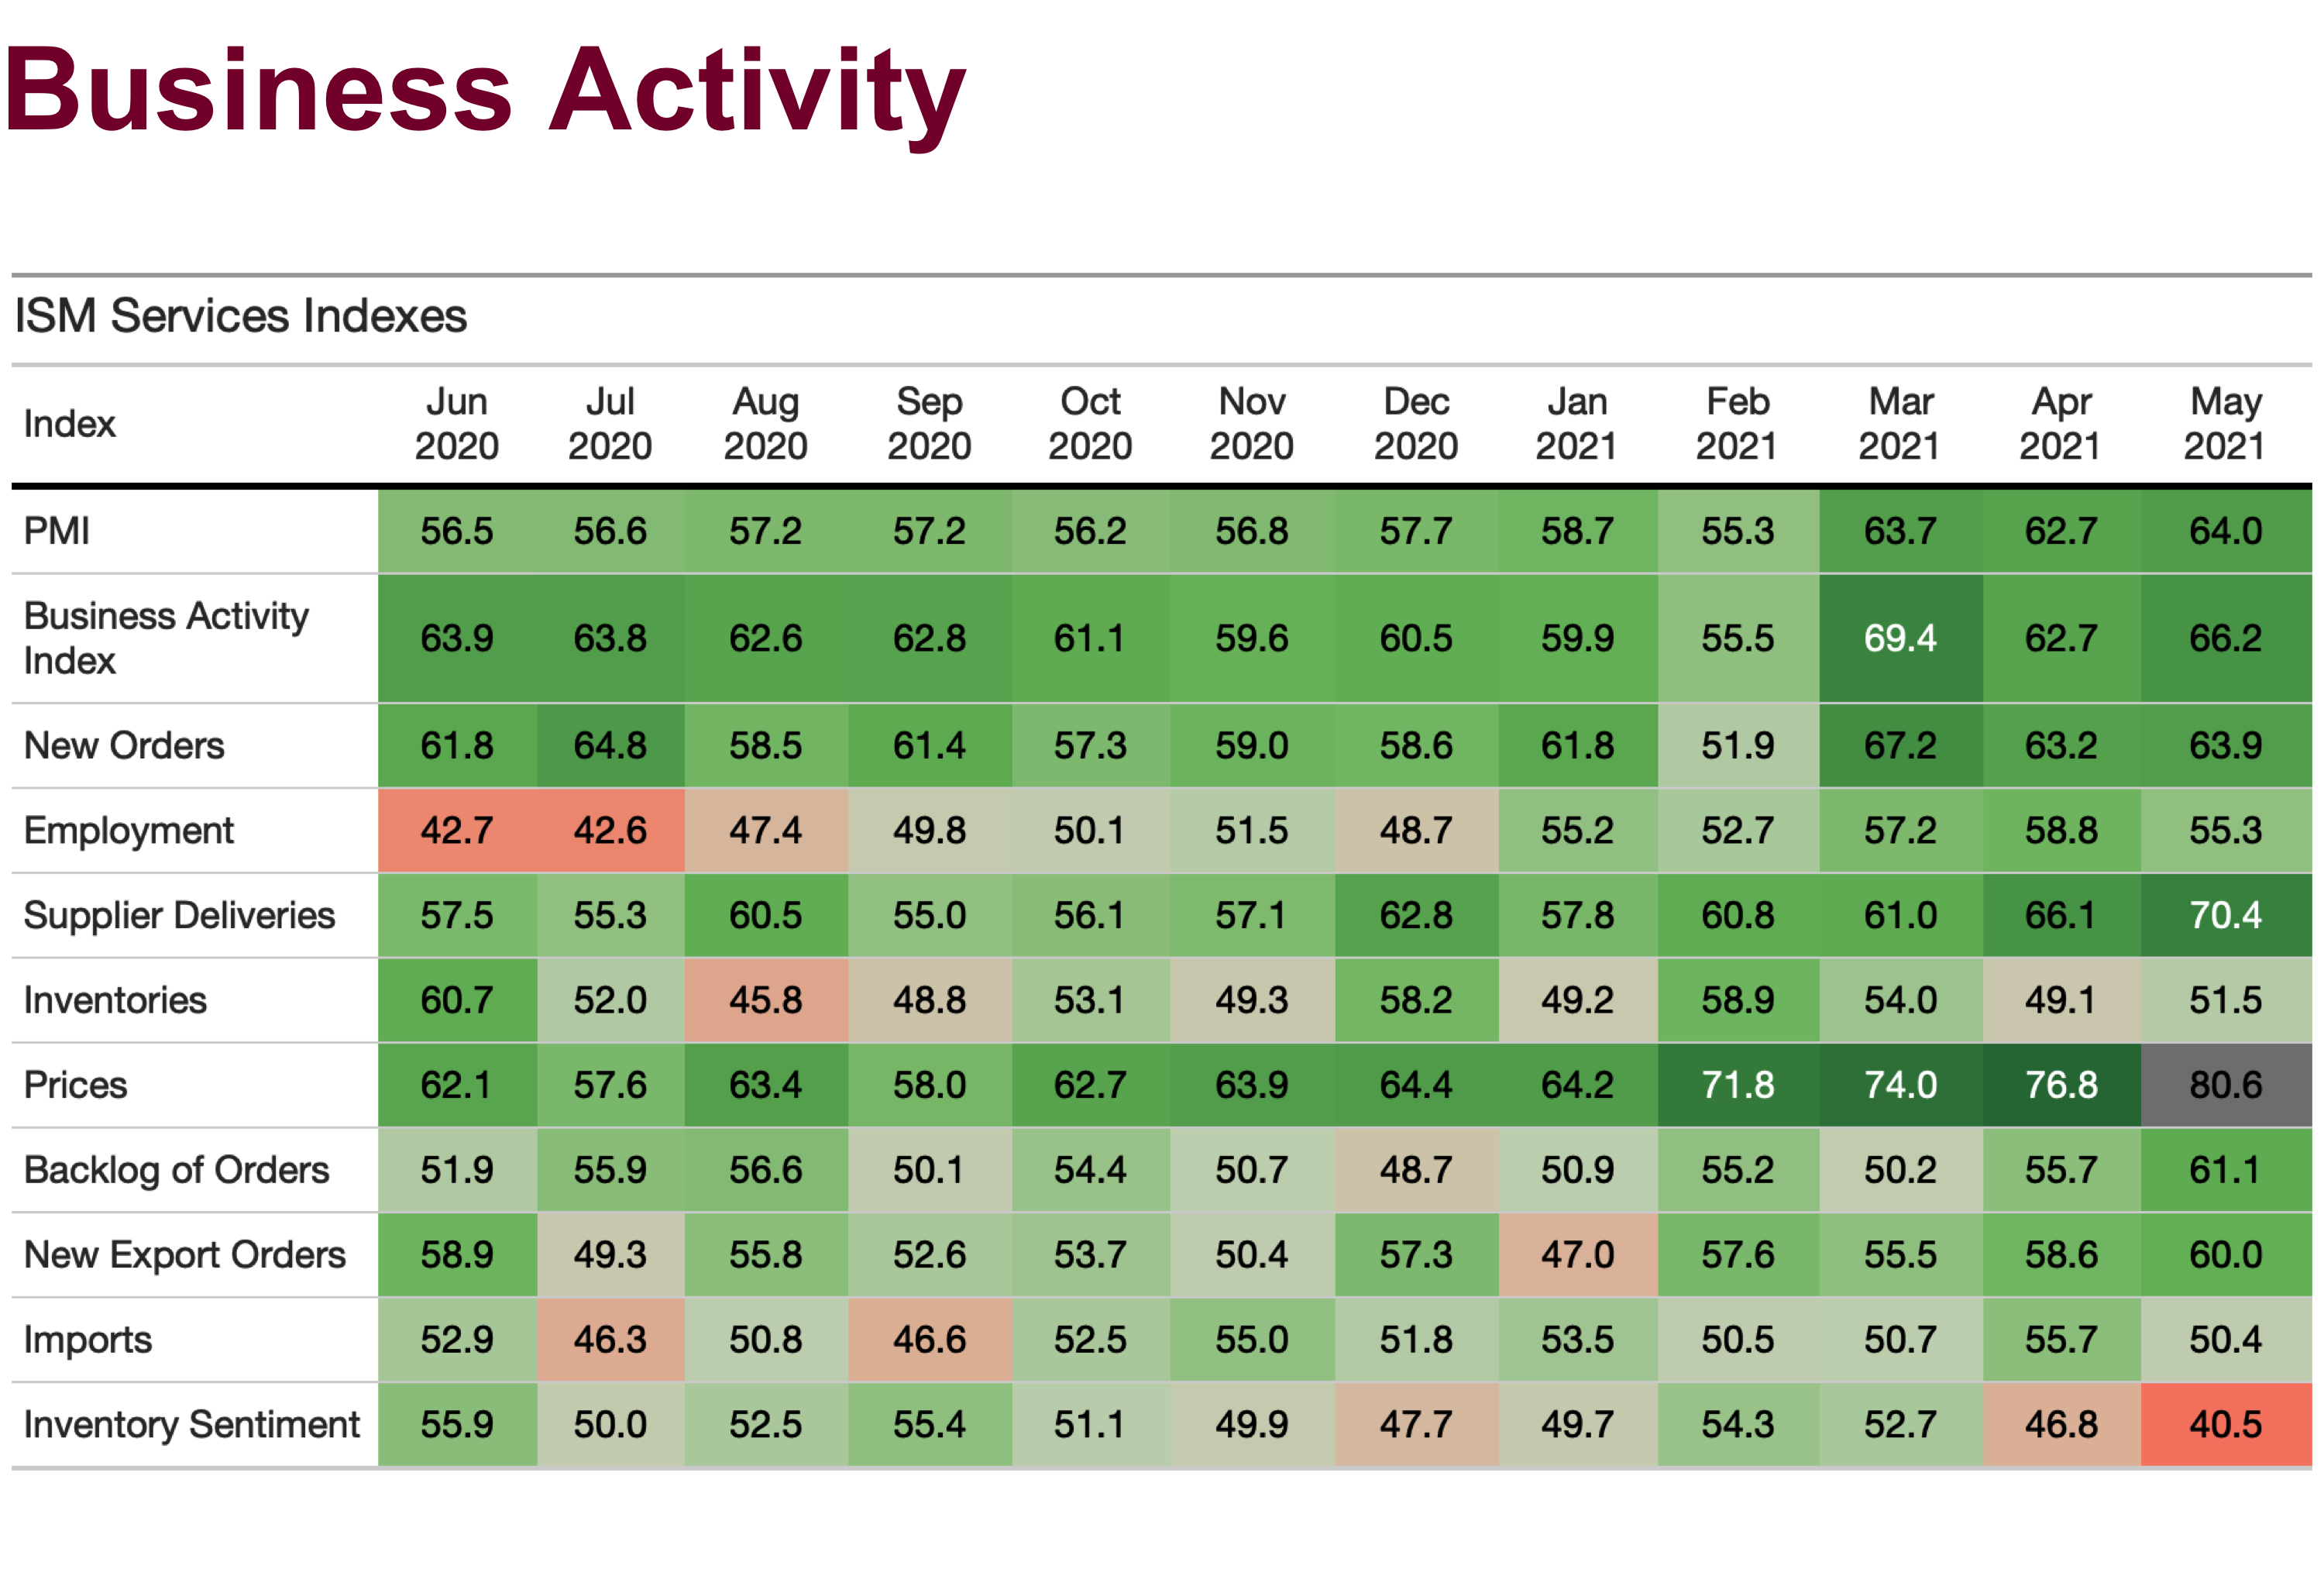 Business Activity
ISM Services Indexes
Index Jun 2020 Jul 2020 Aug 2020 Sep 2020 Oct 2020 Nov 2020 Dec 2020 Jan 2021 Feb 2021 Mar 2021 Apr 2021 May 2021
PMI 56.5 56.6 57.2 57.2 56.2 56.8 57.7 58.7 55.3 63.7 62.7 64.0
Business Activity Index 63.9 63.8 62.6 62.8 61.1 59.6 60.5 59.9 55.5 69.4 62.7 66.2
New Orders 61.8 64.8 58.5 61.4 57.3 59.0 58.6 61.8 51.9 67.2 63.2 63.9
Employment 42.7 42.6 47.4 49.8 50.1 51.5 48.7 55.2 52.7 57.2 58.8 55.3
Supplier Deliveries 57.5 55.3 60.5 55.0 56.1 57.1 62.8 57.8 60.8 61.0 66.1 70.4
Inventories 60.7 52.0 45.8 48.8 53.1 49.3 58.2 49.2 58.9 54.0 49.1 51.5
Prices 62.1 57.6 63.4 58.0 62.7 63.9 64.4 64.2 71.8 74.0 76.8 80.6
Backlog of Orders 51.9 55.9 56.6 50.1 54.4 50.7 48.7 50.9 55.2 50.2 55.7 61.1
New Export Orders 58.9 49.3 55.8 52.6 53.7 50.4 57.3 47.0 57.6 55.5 58.6 60.0
Imports 52.9 46.3 50.8 46.6 52.5 55.0 51.8 53.5 50.5 50.7 55.7 50.4
Inventory Sentiment 55.9 50.0 52.5 55.4 51.1 49.9 47.7 49.7 54.3 52.7 46.8 40.5